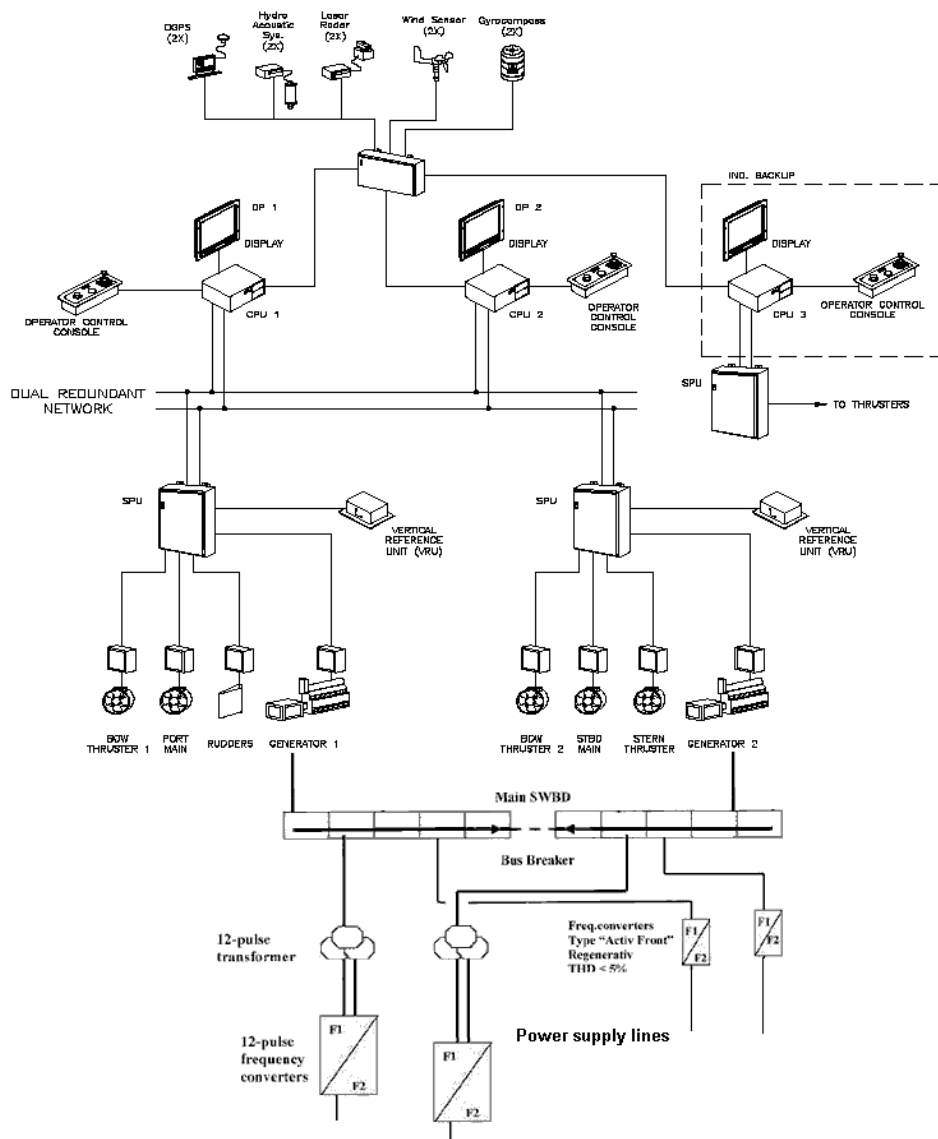 DGPS
(2X)
Hydro
Acoustic
Sys.
(2X)
Laser
Radar
(2X)
Wind Sensor
(2X)
Gyrocompass
(2X)
IND. BACKUP
DP 1
DISPLAY
OPERATOR CONTROL
CONSOLE
CPU 1
DP 2
DISPLAY
CPU 2
OPERATOR
CONTROL
CONSOLE
DISPLAY
CPU 3
OPERATOR CONTROL
CONSOLE
DUAL REDUNDANT
NETWORK
SPU
TO THRUSTERS
SPU
VERTICAL
REFERENCE
UNIT (VRU)
SPU
VERTICAL
REFERENCE
UNIT (VRU)
BOW
THRUSTER 1
PORT
MAIN
RUDDERS
GENERATOR 1
BOW
THRUSTER 2
STBD
MAIN
STERN
THRUSTER
GENERATOR 2
Main SWBD
Bus Breaker
12-pulse
transformer
Freq.converters
Type "Activ Front"
Regenerativ
THD < 5%
F1
F2
F1
F2
12-pulse
frequency
converters
F1
F2
F1
F2
Power supply lines